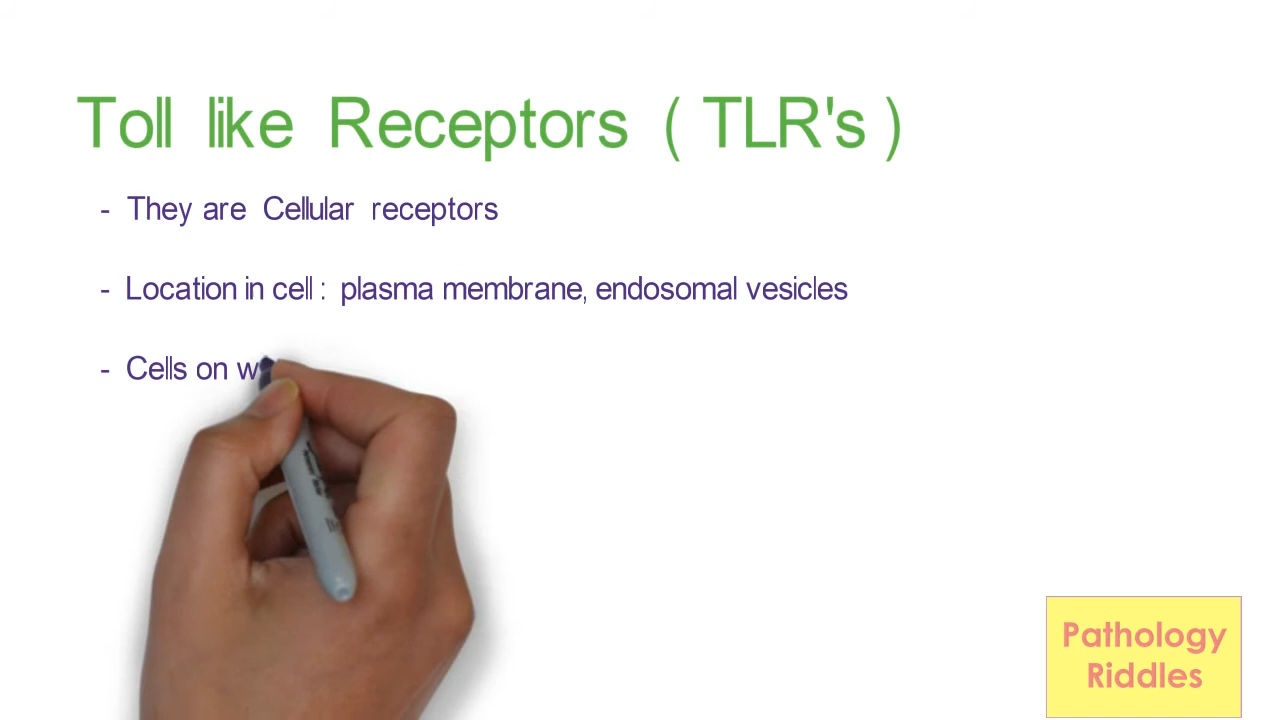 Toll like Receptors ( TLR's )
- They are Cellular receptors
- Location in cell : plasma membrane, endosomal vesicles
- Cells on
Pathology
Riddles